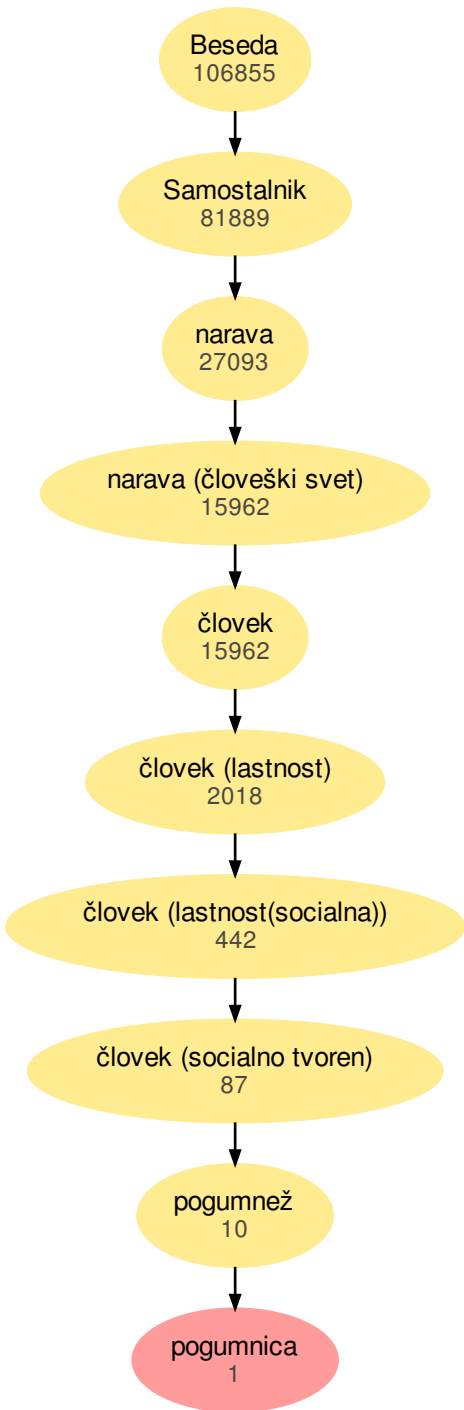 Beseda
106855
Samostalnik
81889
narava
27093
narava (človeški svet)
15962
človek
15962
človek (lastnost)
2018
človek (lastnost(socialna))
442
človek (socialno tvoren)
87
pogumnež
10
pogumnica
1